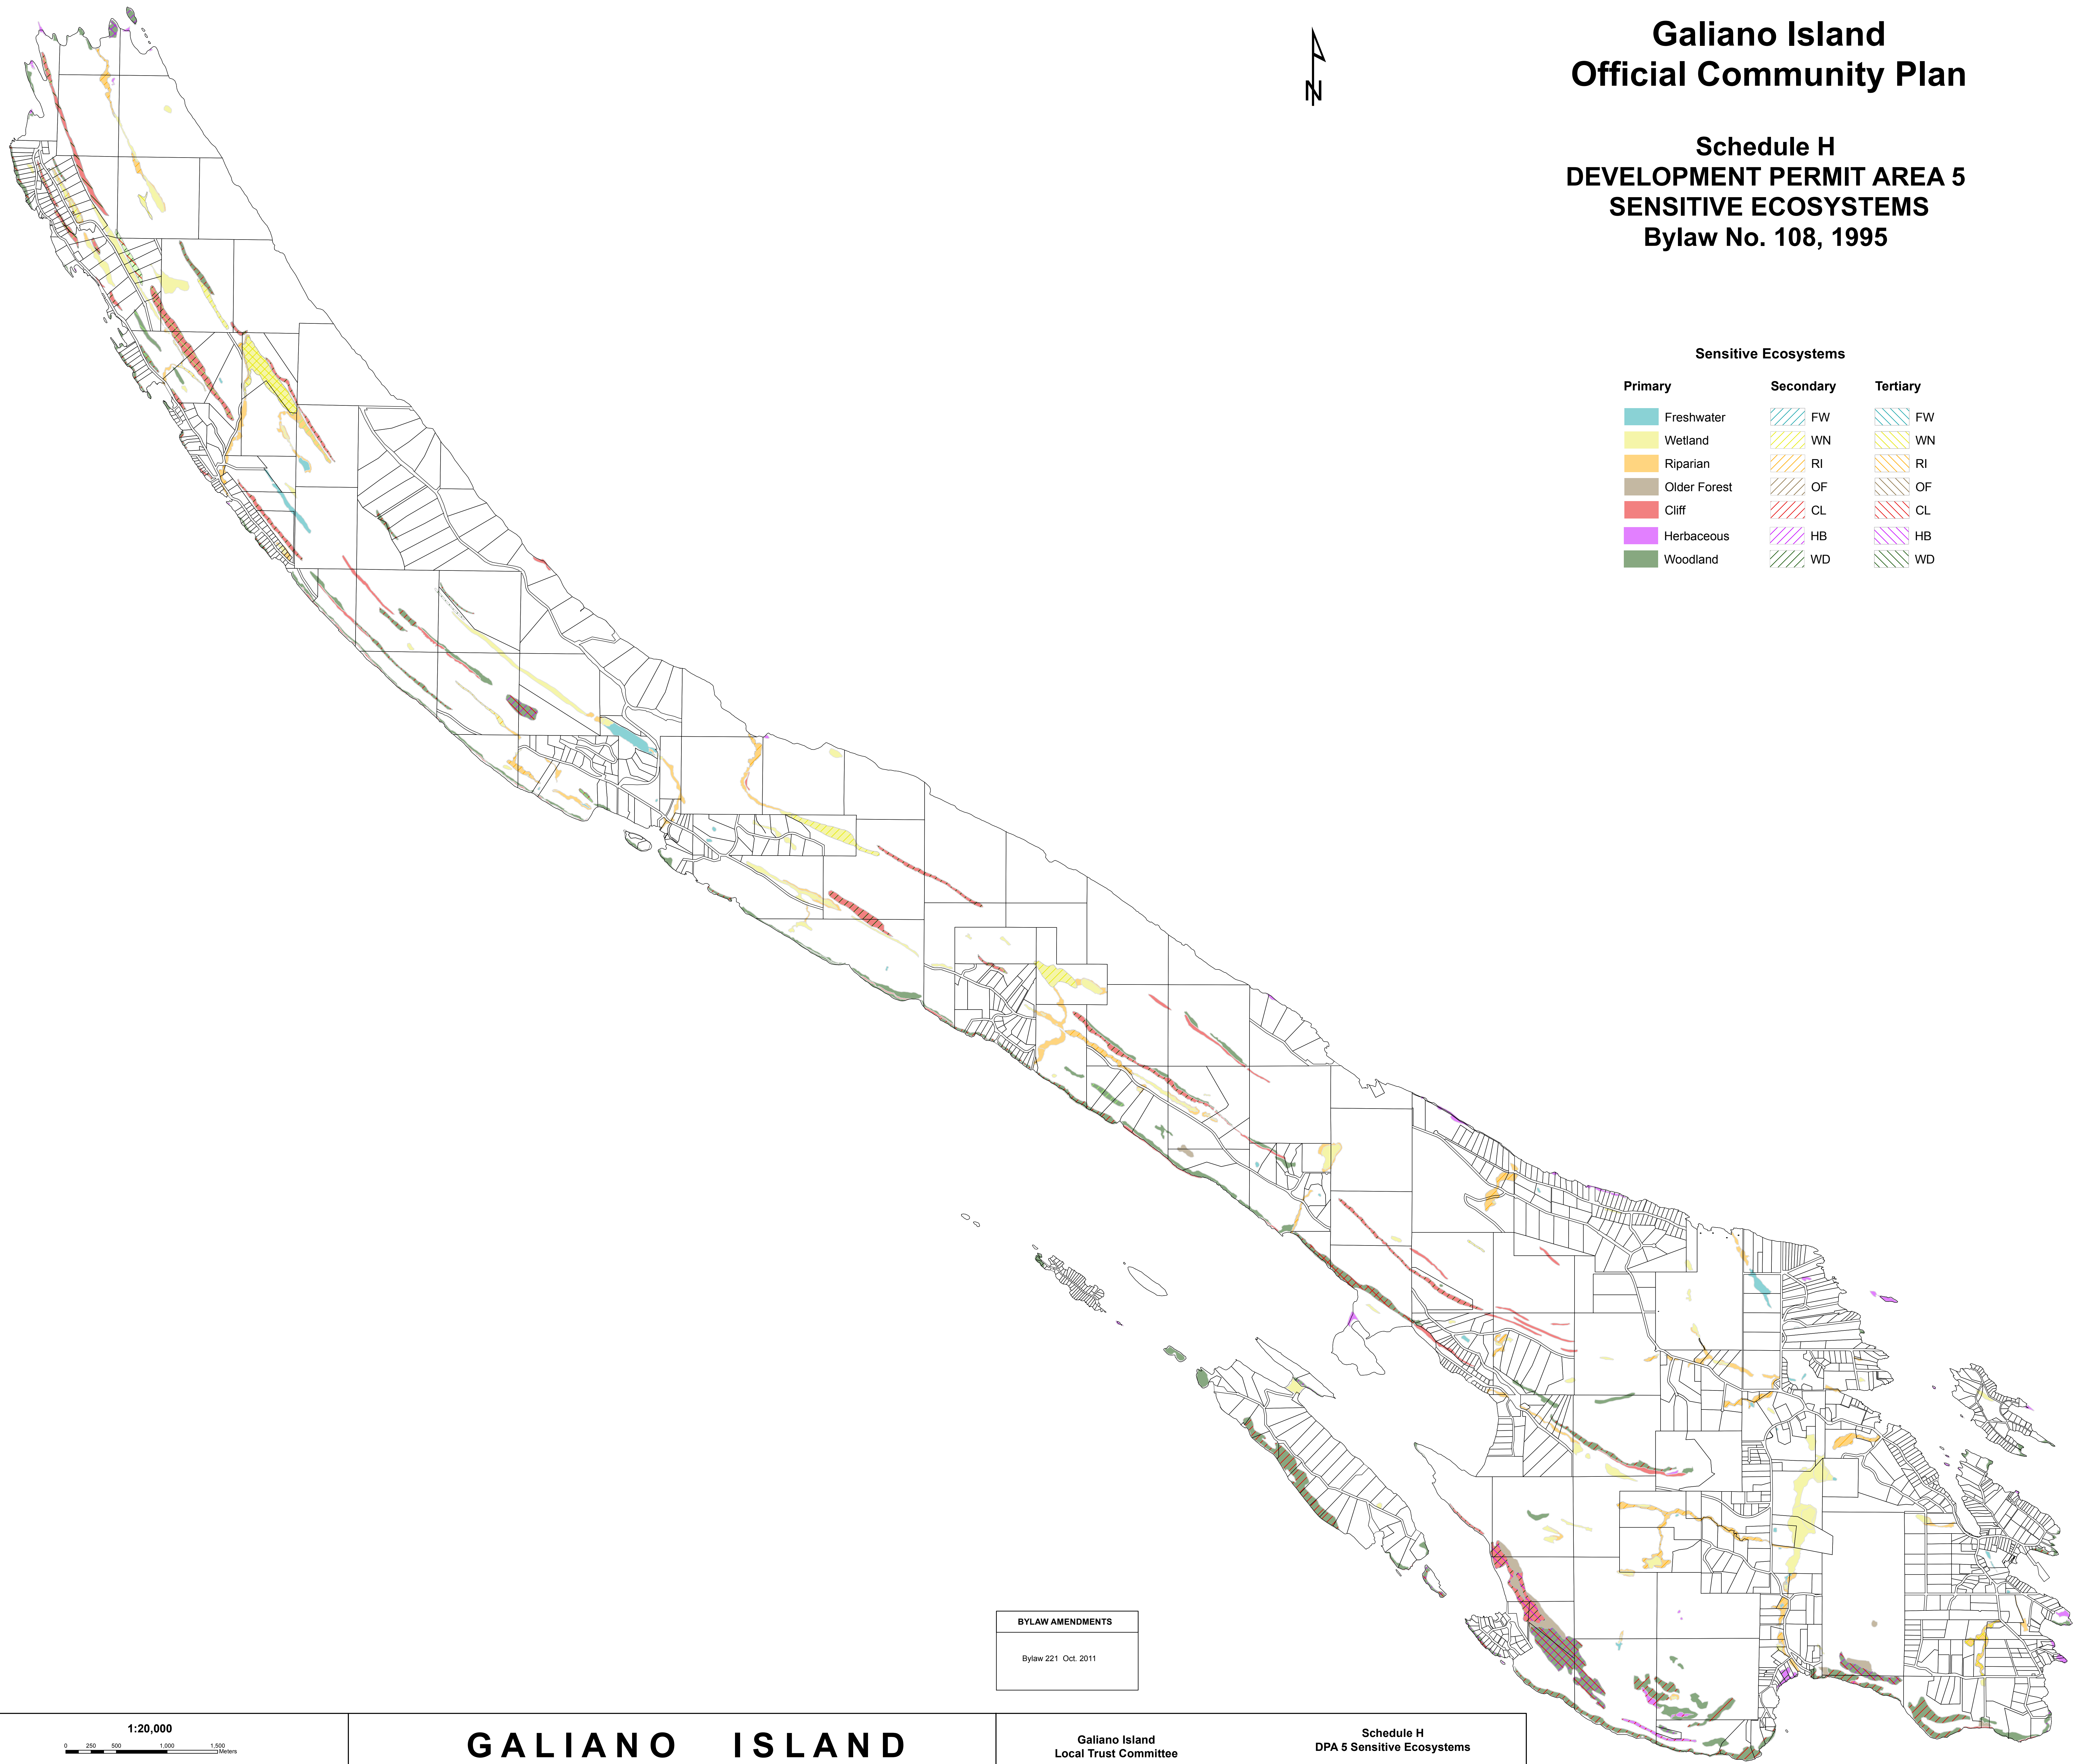 Galiano Island
Official Community Plan
N
Schedule H
DEVELOPMENT PERMIT AREA 5
SENSITIVE ECOSYSTEMS
Bylaw No. 108, 1995
Sensitive Ecosystems
Primary Secondary Tertiary
Freshwater FW FW
Wetland WN WN
Riparian RI RI
Older Forest OF OF
Cliff CL CL
Herbaceous HB HB
Woodland WD WD
BYLAW AMENDMENTS
Bylaw 221 Oct. 2011
1:20,000
0 250 500 1,000 1,500
Meters
GALIANO ISLAND
Galiano Island
Local Trust Committee
Schedule H
DPA 5 Sensitive Ecosystems